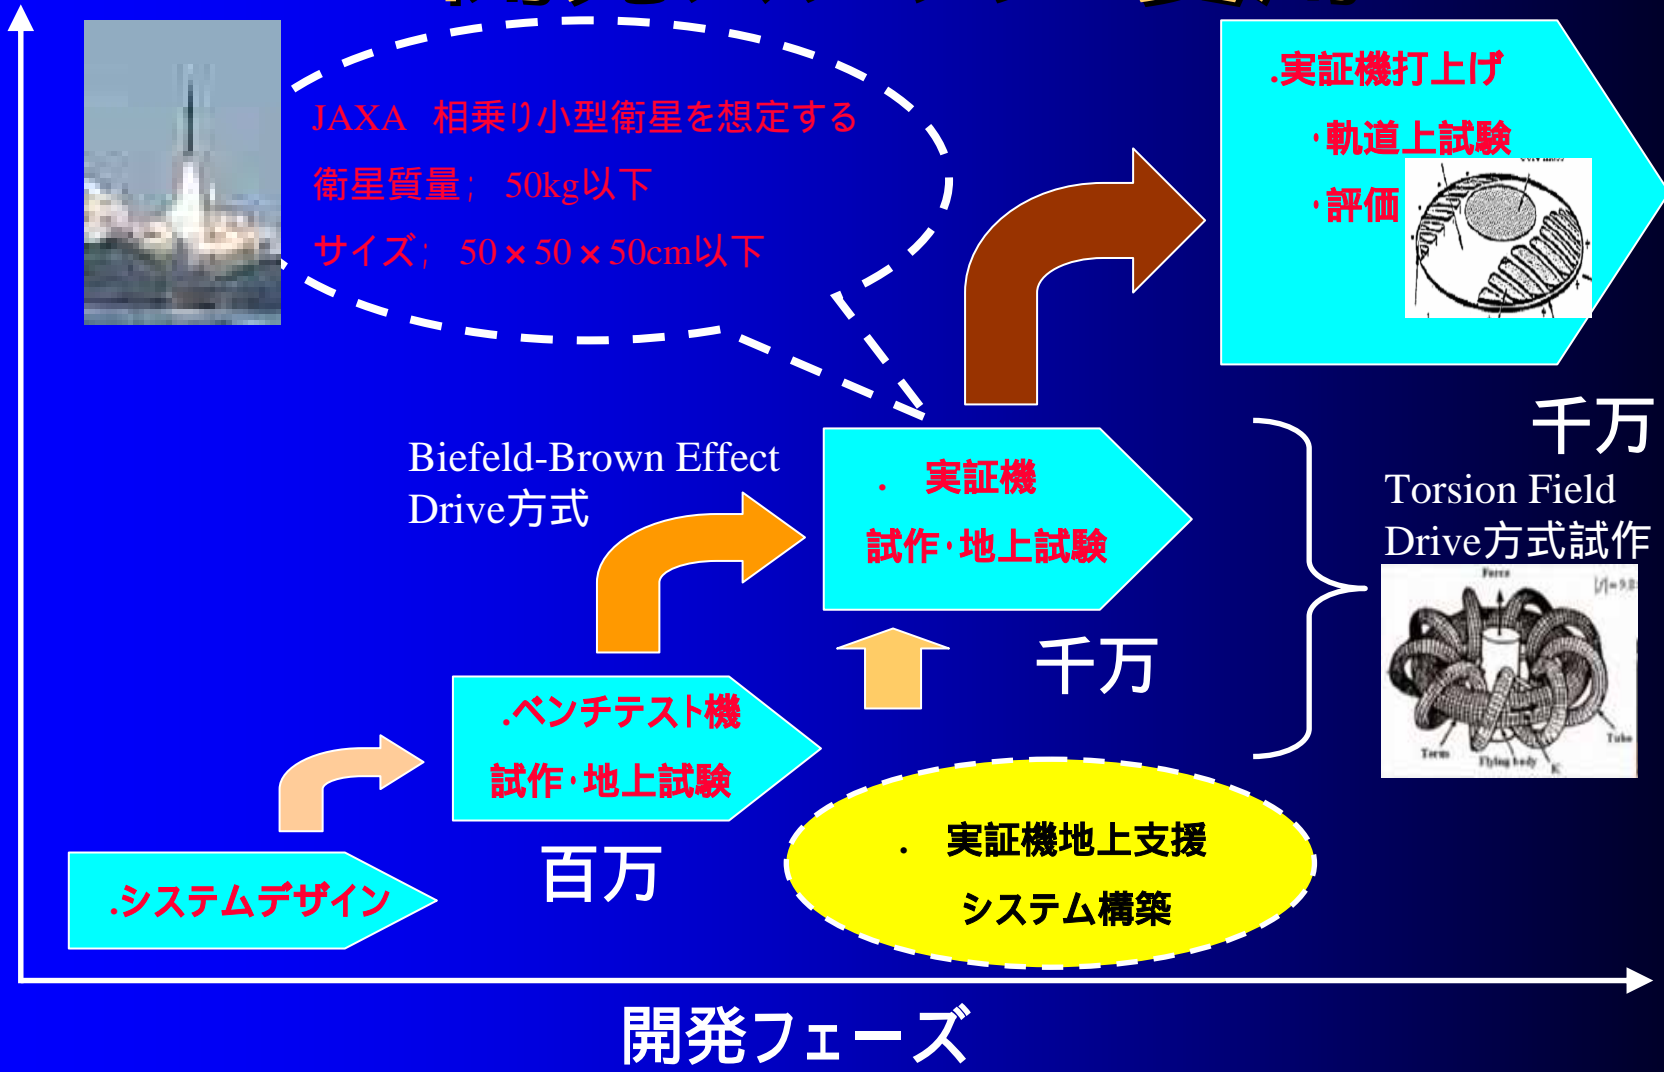 JAXA 相乗り小型衛星を想定する
衛星質量; 50kg以下
サイズ; 50×50×50cm以下
.実証機打上げ
・軌道上試験
・評価
千万
Biefeld-Brown Effect
Drive方式
. 実証機
試作・地上試験
Torsion Field
Drive方式試作
Force
Torus
Flying body
K
Tube
千万
.ベンチテスト機
試作・地上試験
百万
. 実証機地上支援
システム構築
.システムデザイン
開発フェーズ